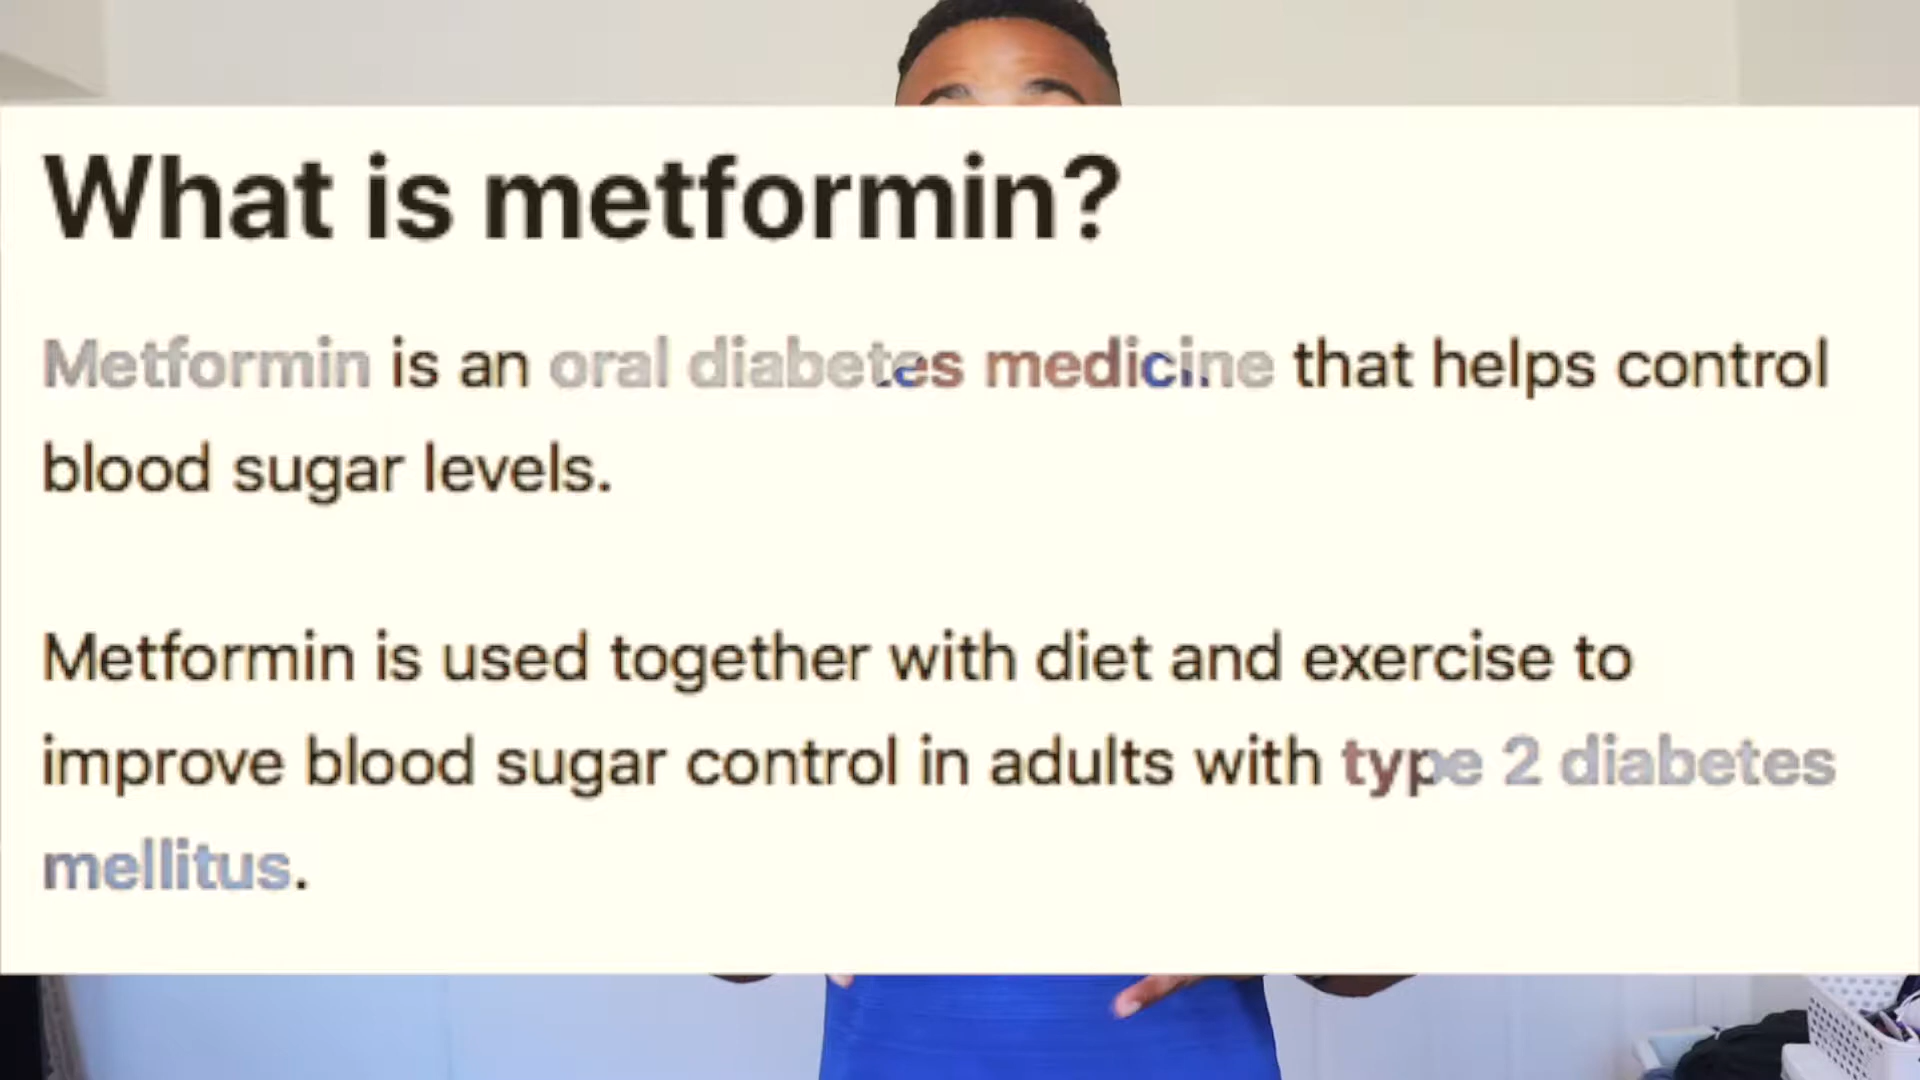 What is metformin?
Metformin is an oral diabetes medicine that helps control
blood sugar levels.
Metformin is used together with diet and exercise to
improve blood sugar control in adults with type 2 diabetes
mellitus.